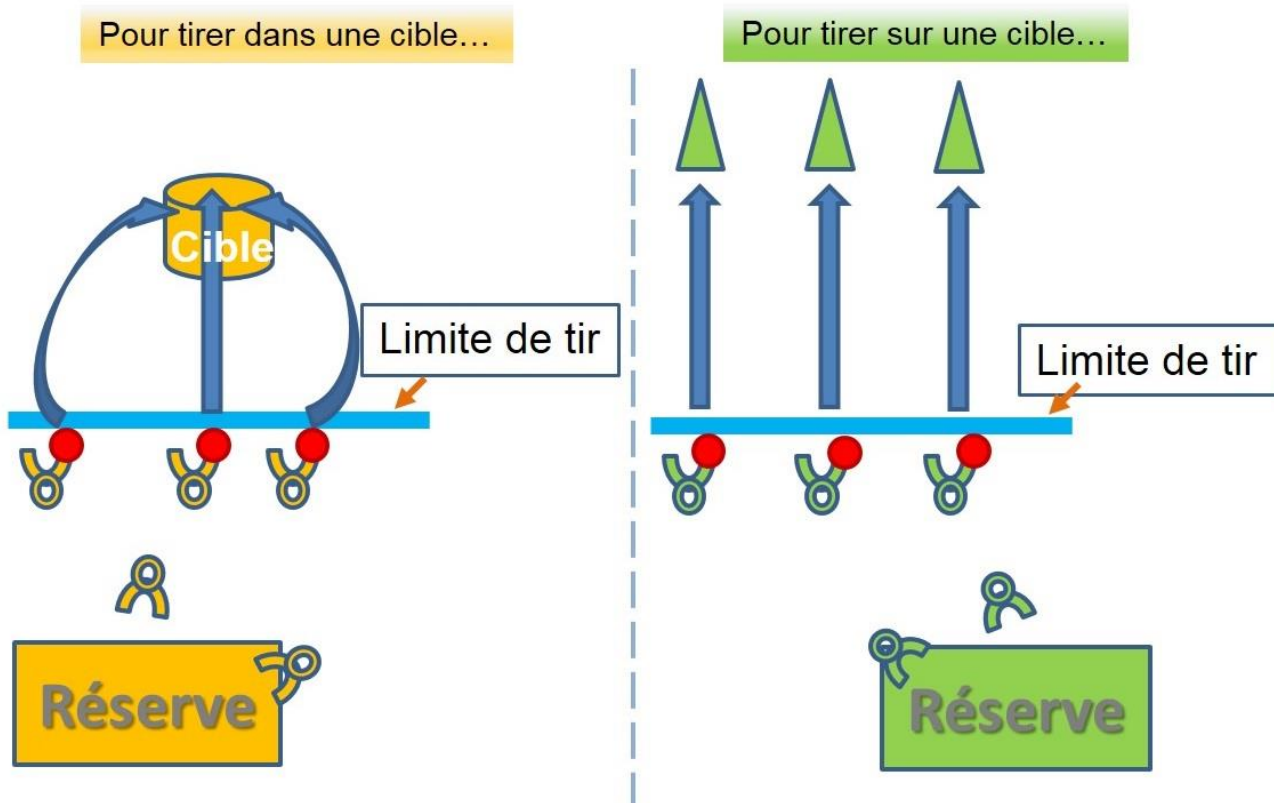 Pour tirer dans une cible…
Cible
Limite de tir
Réserve
Pour tirer sur une cible…
Limite de tir
Réserve